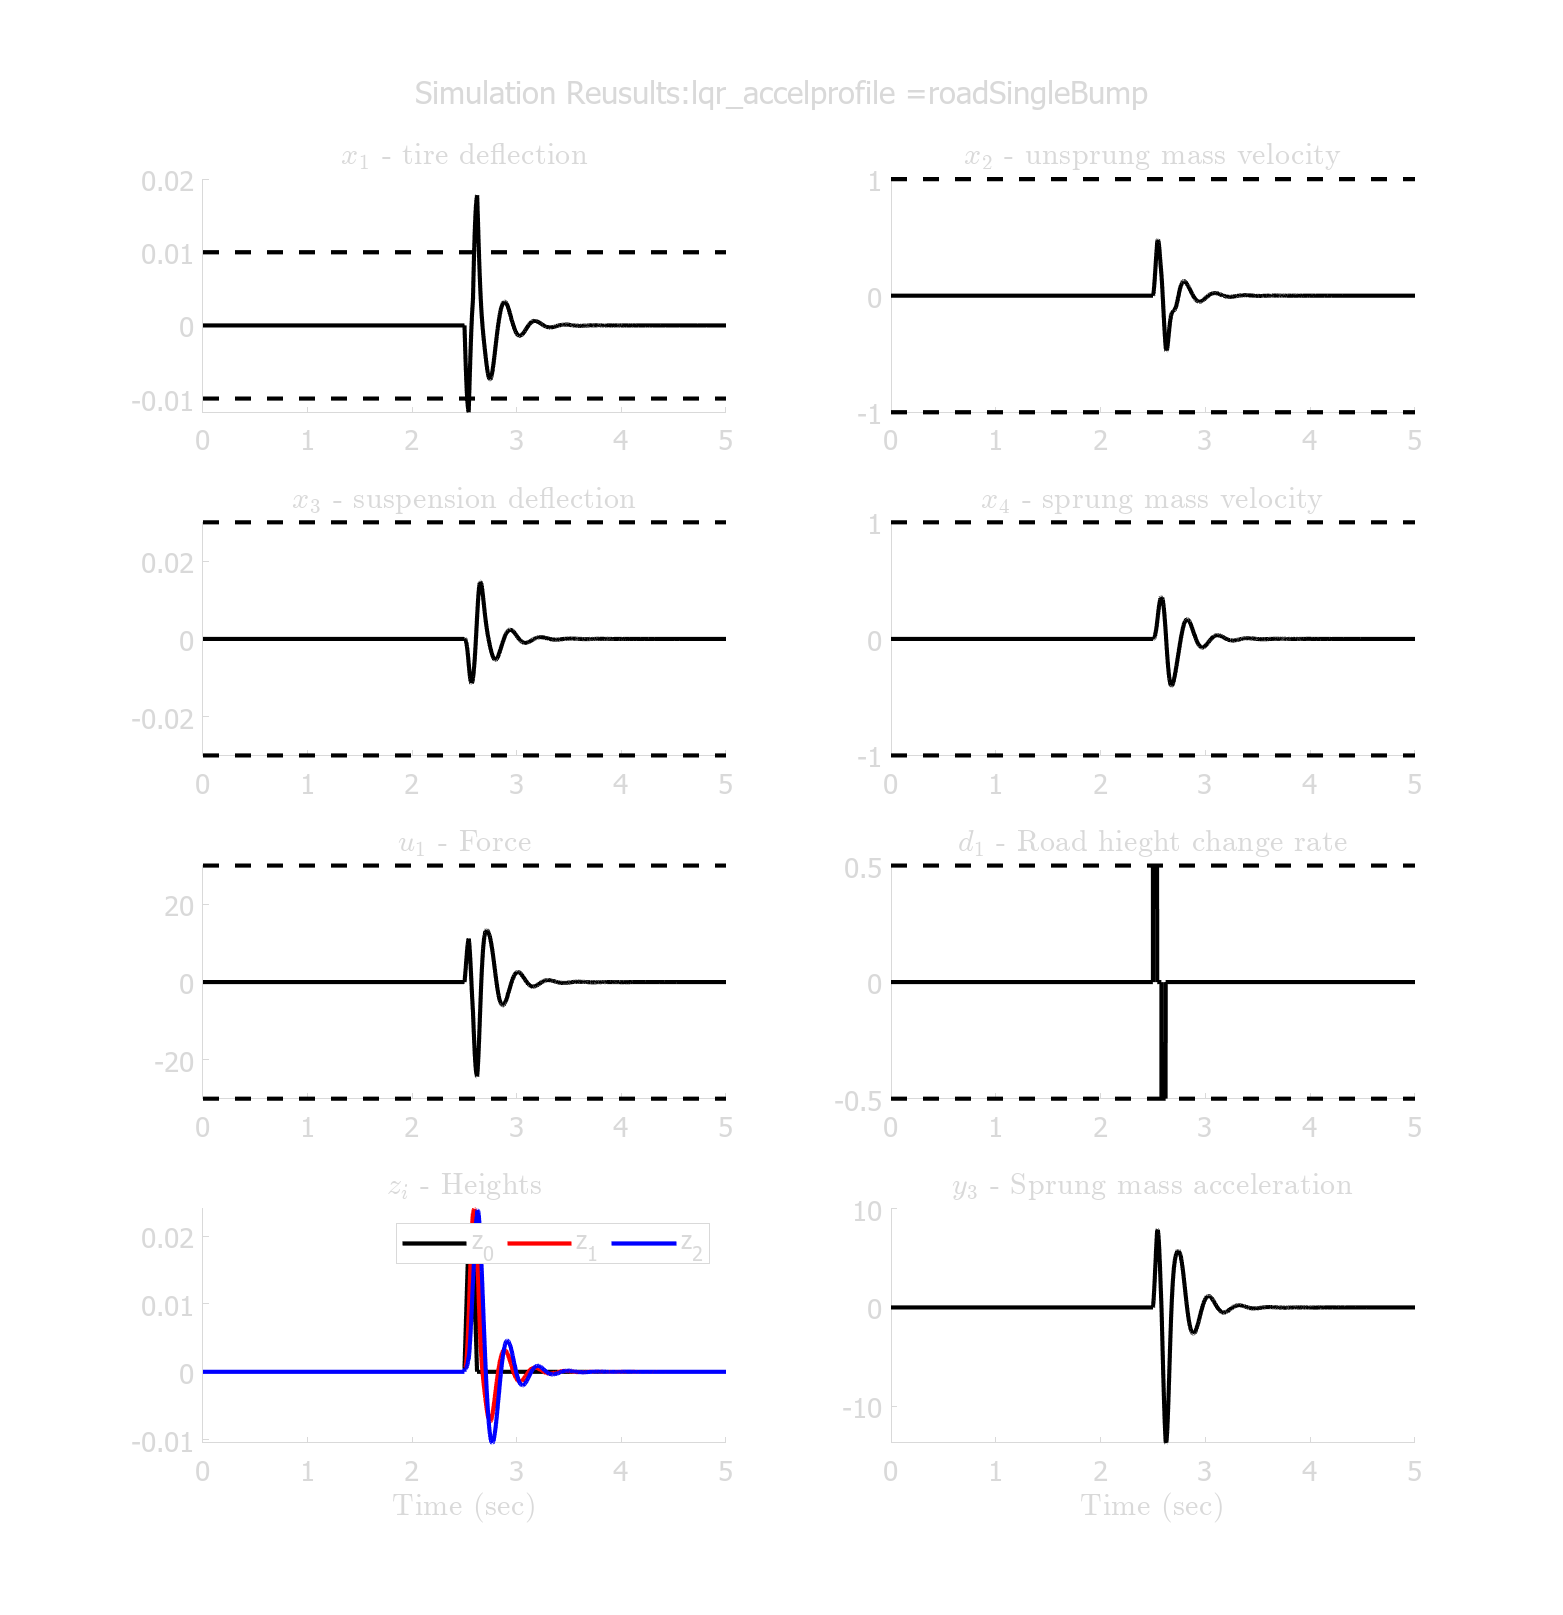 Simulation Reusults:lqr_accelprofile =roadSingleBump
x₁ - tire deflection
0.02
0.01
0
-0.01
0 1 2 3 4 5
x₂ - unsprung mass velocity
1
0
-1
0 1 2 3 4 5
x₃ - suspension deflection
0.02
0
-0.02
0 1 2 3 4 5
x₄ - sprung mass velocity
1
0
-1
0 1 2 3 4 5
u₁ - Force
20
0
-20
0 1 2 3 4 5
d₁ - Road hieght change rate
0.5
0
-0.5
0 1 2 3 4 5
zᵢ - Heights
z₀ z₁ z₂
0.02
0.01
0
-0.01
0 1 2 3 4 5
Time (sec)
y₃ - Sprung mass acceleration
10
0
-10
0 1 2 3 4 5
Time (sec)